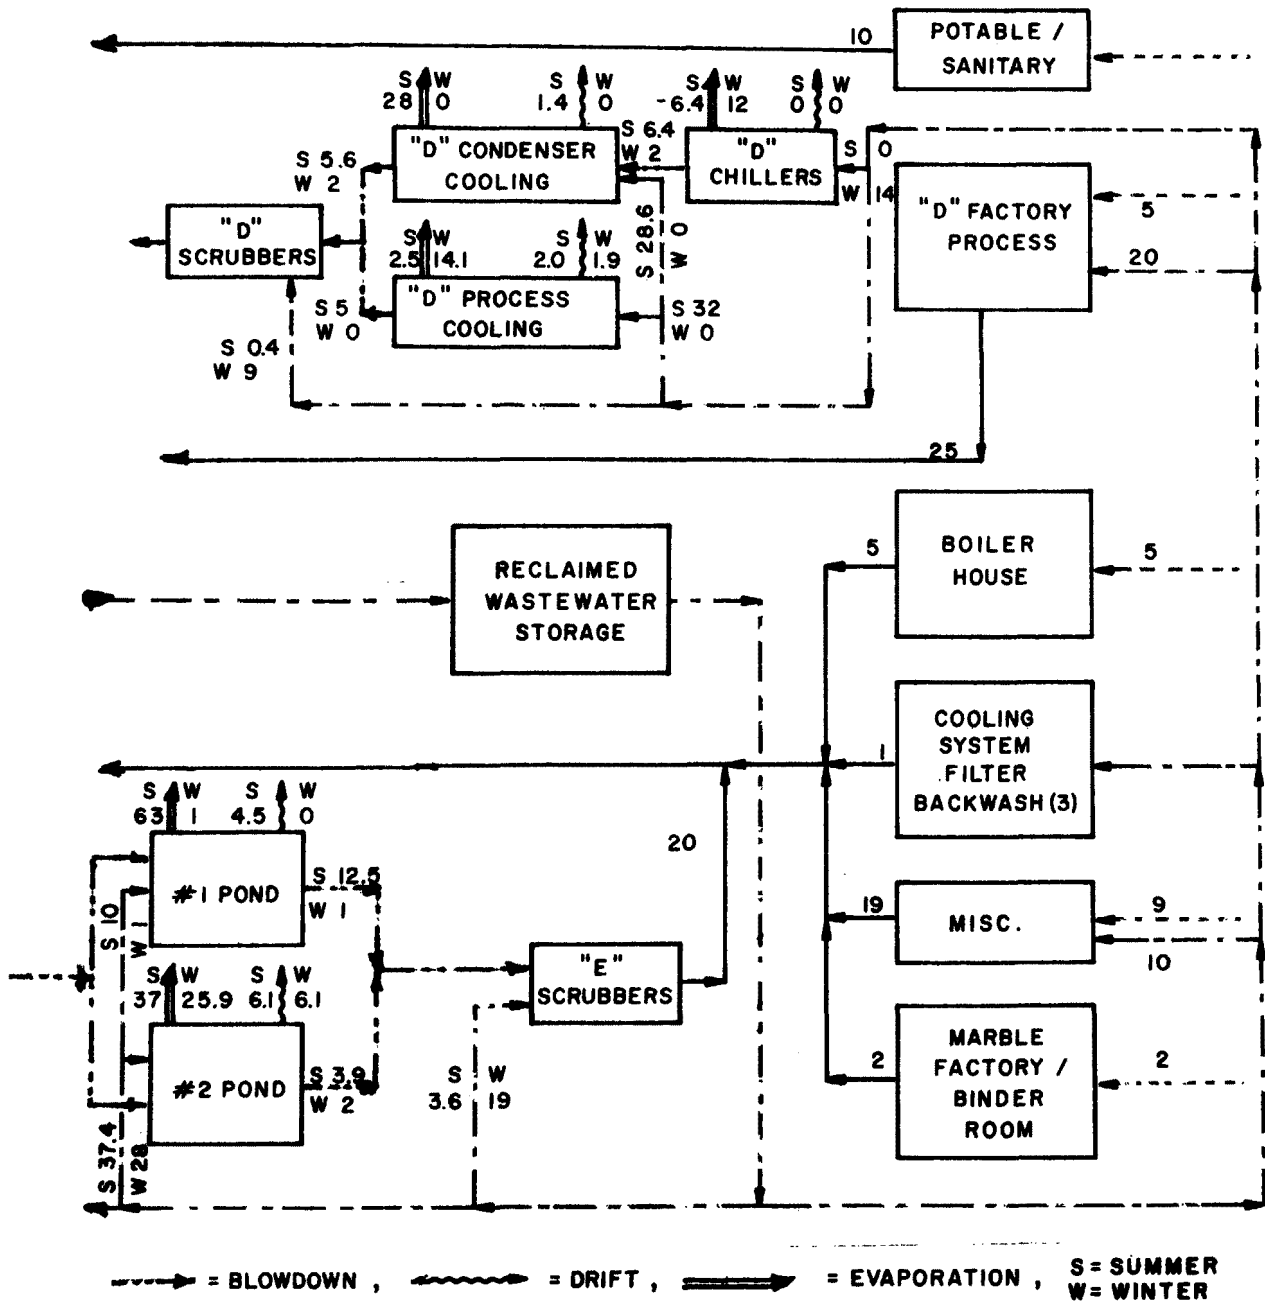 10
POTABLE /
SANITARY
S W
28 0
S W
1.4 0
S W
-6.4 12
S W
0 0
"D" CONDENSER
COOLING
S 6.4
W 2
"D"
CHILLERS
S 0
W 14
S 5.6
W 2
"D" FACTORY
PROCESS
5
20
"D"
SCRUBBERS
S W
2.5 14.1
S W
2.0 1.9
S 28.6
W 0
"D" PROCESS
COOLING
S 5
W 0
S 32
W 0
S 0.4
W 9
25
RECLAIMED
WASTEWATER
STORAGE
5
BOILER
HOUSE
5
1
COOLING
SYSTEM
FILTER
BACKWASH (3)
S W
63 1
S W
4.5 0
20
#1 POND
S 12.5
W 1
S 10
W 1
19
MISC.
9
10
S W
37 25.9
S W
6.1 6.1
"E"
SCRUBBERS
#2 POND
S 3.9
W 2
S W
3.6 19
2
MARBLE
FACTORY /
BINDER
ROOM
2
S 37.4
W 28
= BLOWDOWN , = DRIFT , = EVAPORATION , S = SUMMER
W = WINTER